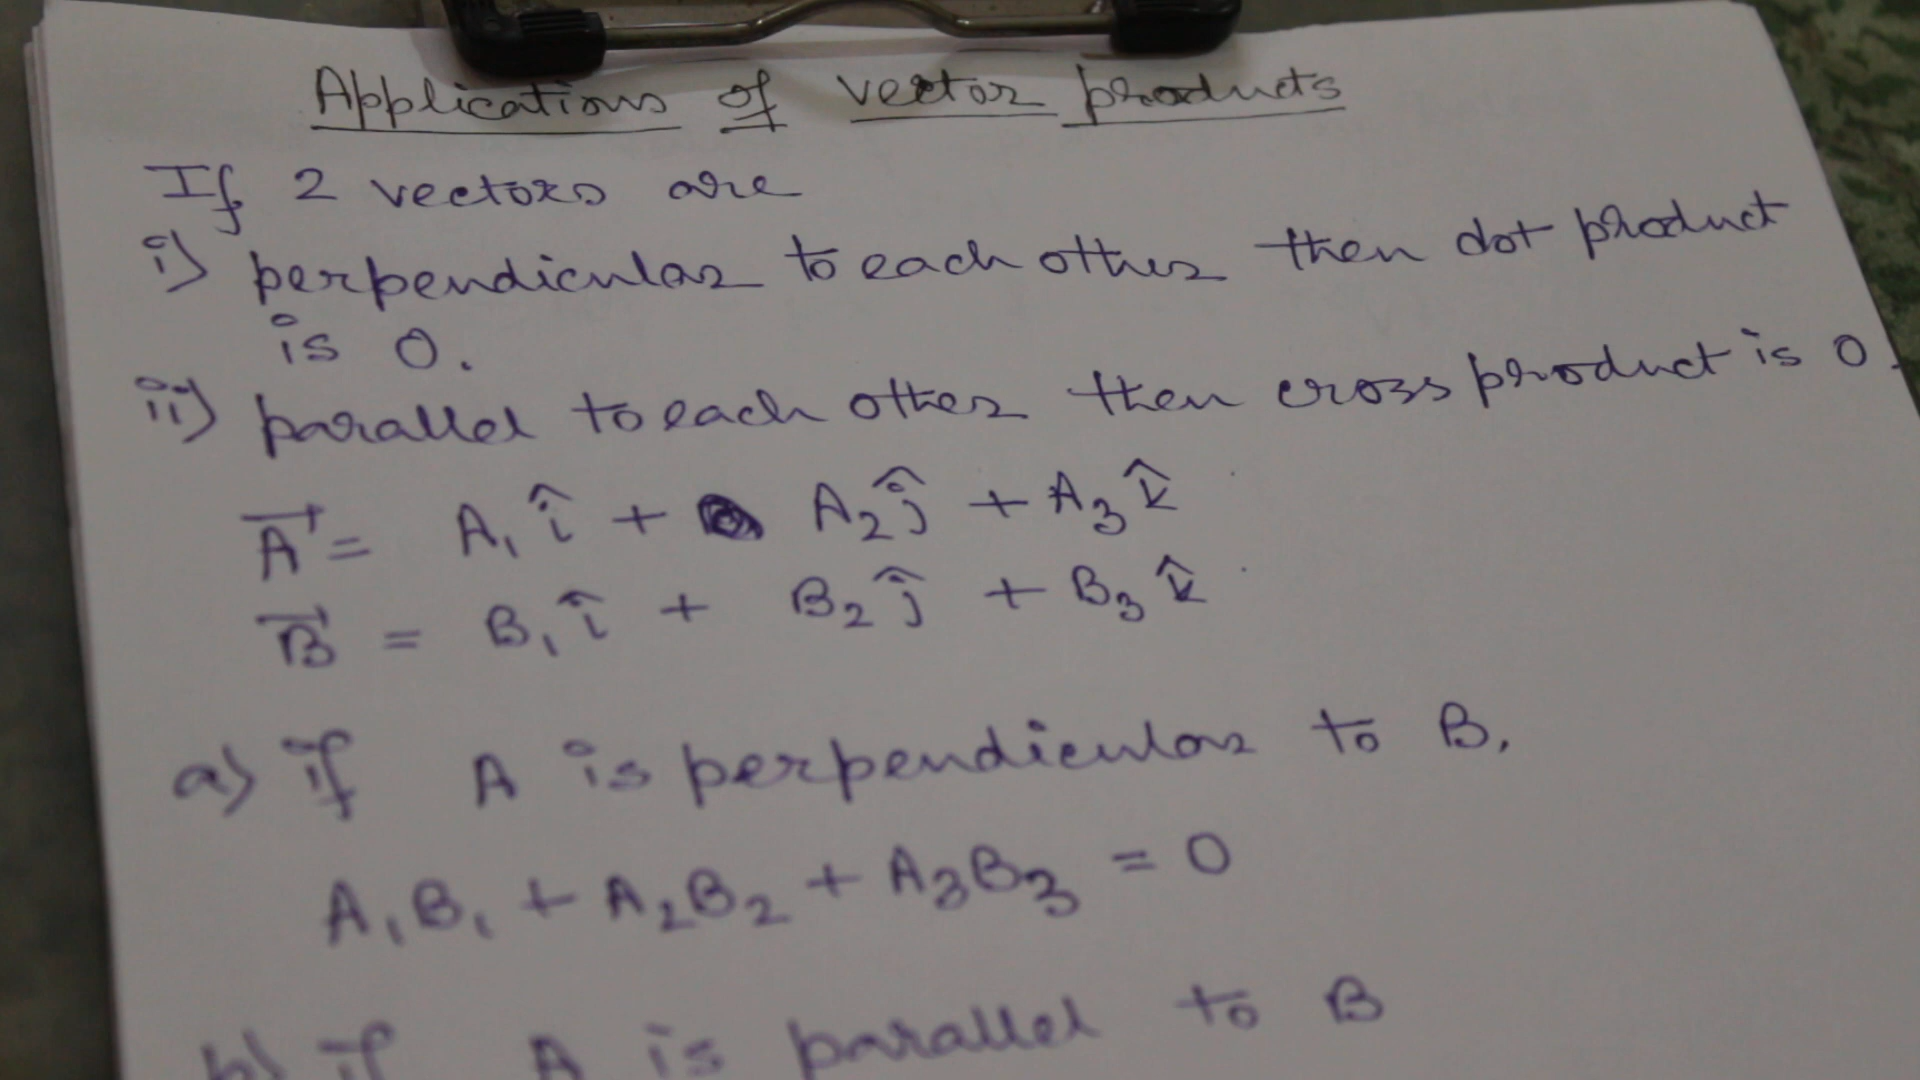 Applications of vector products
If 2 vectors are
i) perpendicular to each other then dot product
is 0.
ii) parallel to each other then cross product is 0.
A⃗ = A₁î + A₂ĵ + A₃k̂
B⃗ = B₁î + B₂ĵ + B₃k̂
a) if A is perpendicular to B.
A₁B₁ + A₂B₂ + A₃B₃ = 0
b) if A is parallel to B